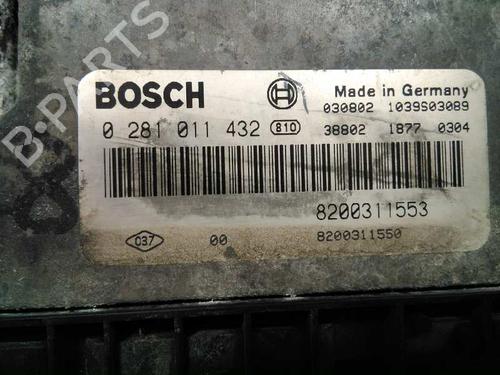 B-PARTS
BOSCH
Made in Germany
030802 1039S03089
0 281 011 432 810 38802 1877 0304
8200311553
037 00 8200311550